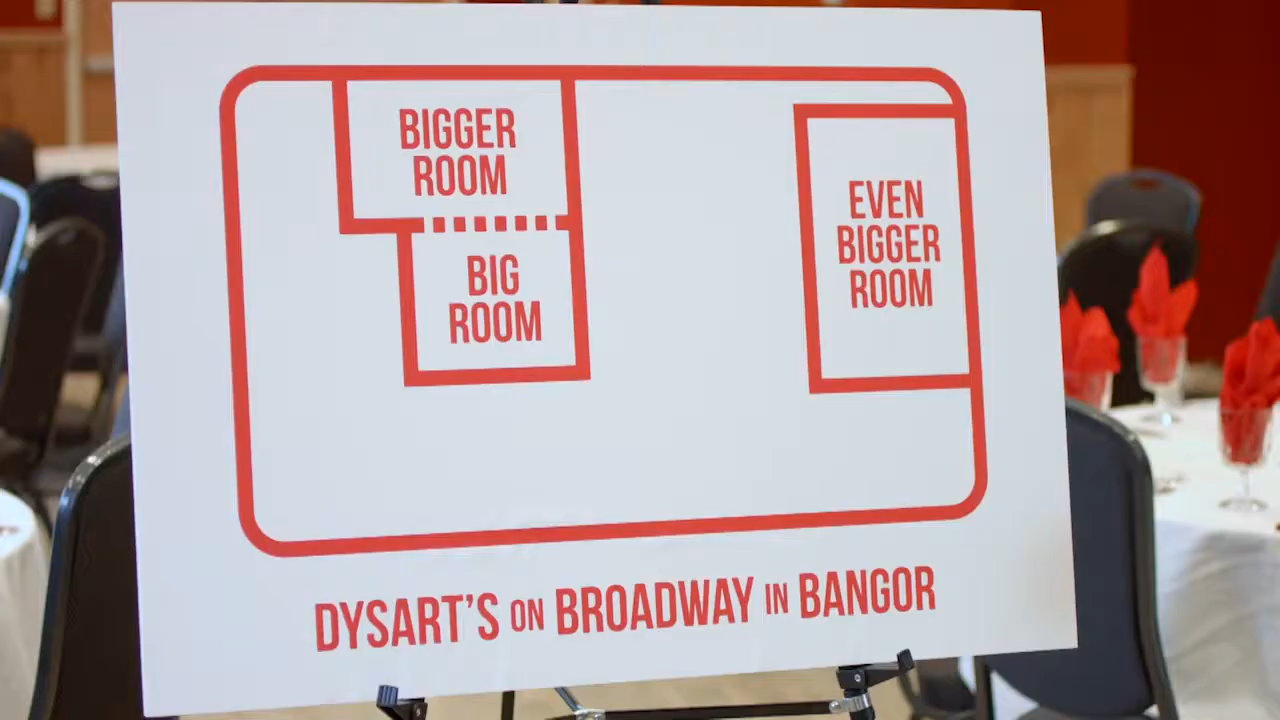 BIGGER
ROOM
BIG
ROOM
EVEN
BIGGER
ROOM
DYSART'S ON BROADWAY IN BANGOR